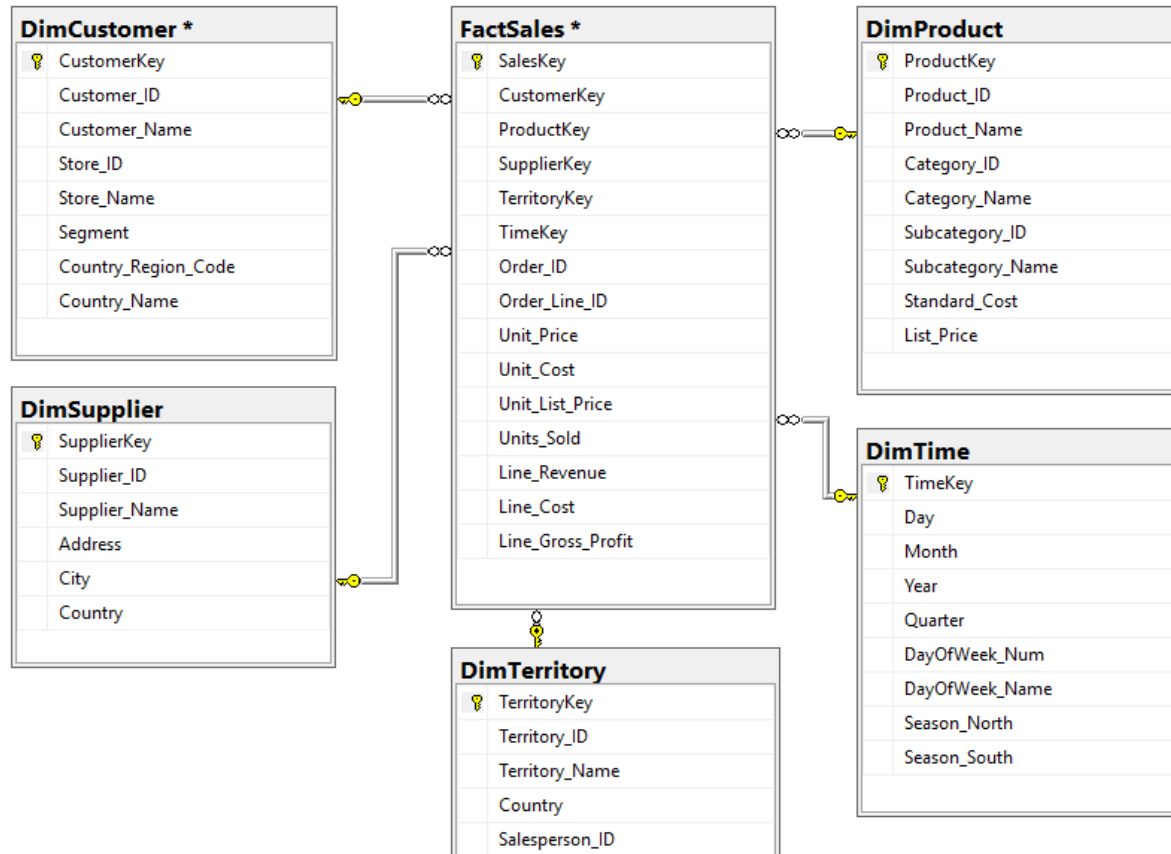 DimCustomer *
CustomerKey
Customer_ID
Customer_Name
Store_ID
Store_Name
Segment
Country_Region_Code
Country_Name
FactSales *
SalesKey
CustomerKey
ProductKey
SupplierKey
TerritoryKey
TimeKey
Order_ID
Order_Line_ID
Unit_Price
Unit_Cost
Unit_List_Price
Units_Sold
Line_Revenue
Line_Cost
Line_Gross_Profit
DimProduct
ProductKey
Product_ID
Product_Name
Category_ID
Category_Name
Subcategory_ID
Subcategory_Name
Standard_Cost
List_Price
DimSupplier
SupplierKey
Supplier_ID
Supplier_Name
Address
City
Country
DimTime
TimeKey
Day
Month
Year
Quarter
DayOfWeek_Num
DayOfWeek_Name
Season_North
Season_South
DimTerritory
TerritoryKey
Territory_ID
Territory_Name
Country
Salesperson_ID